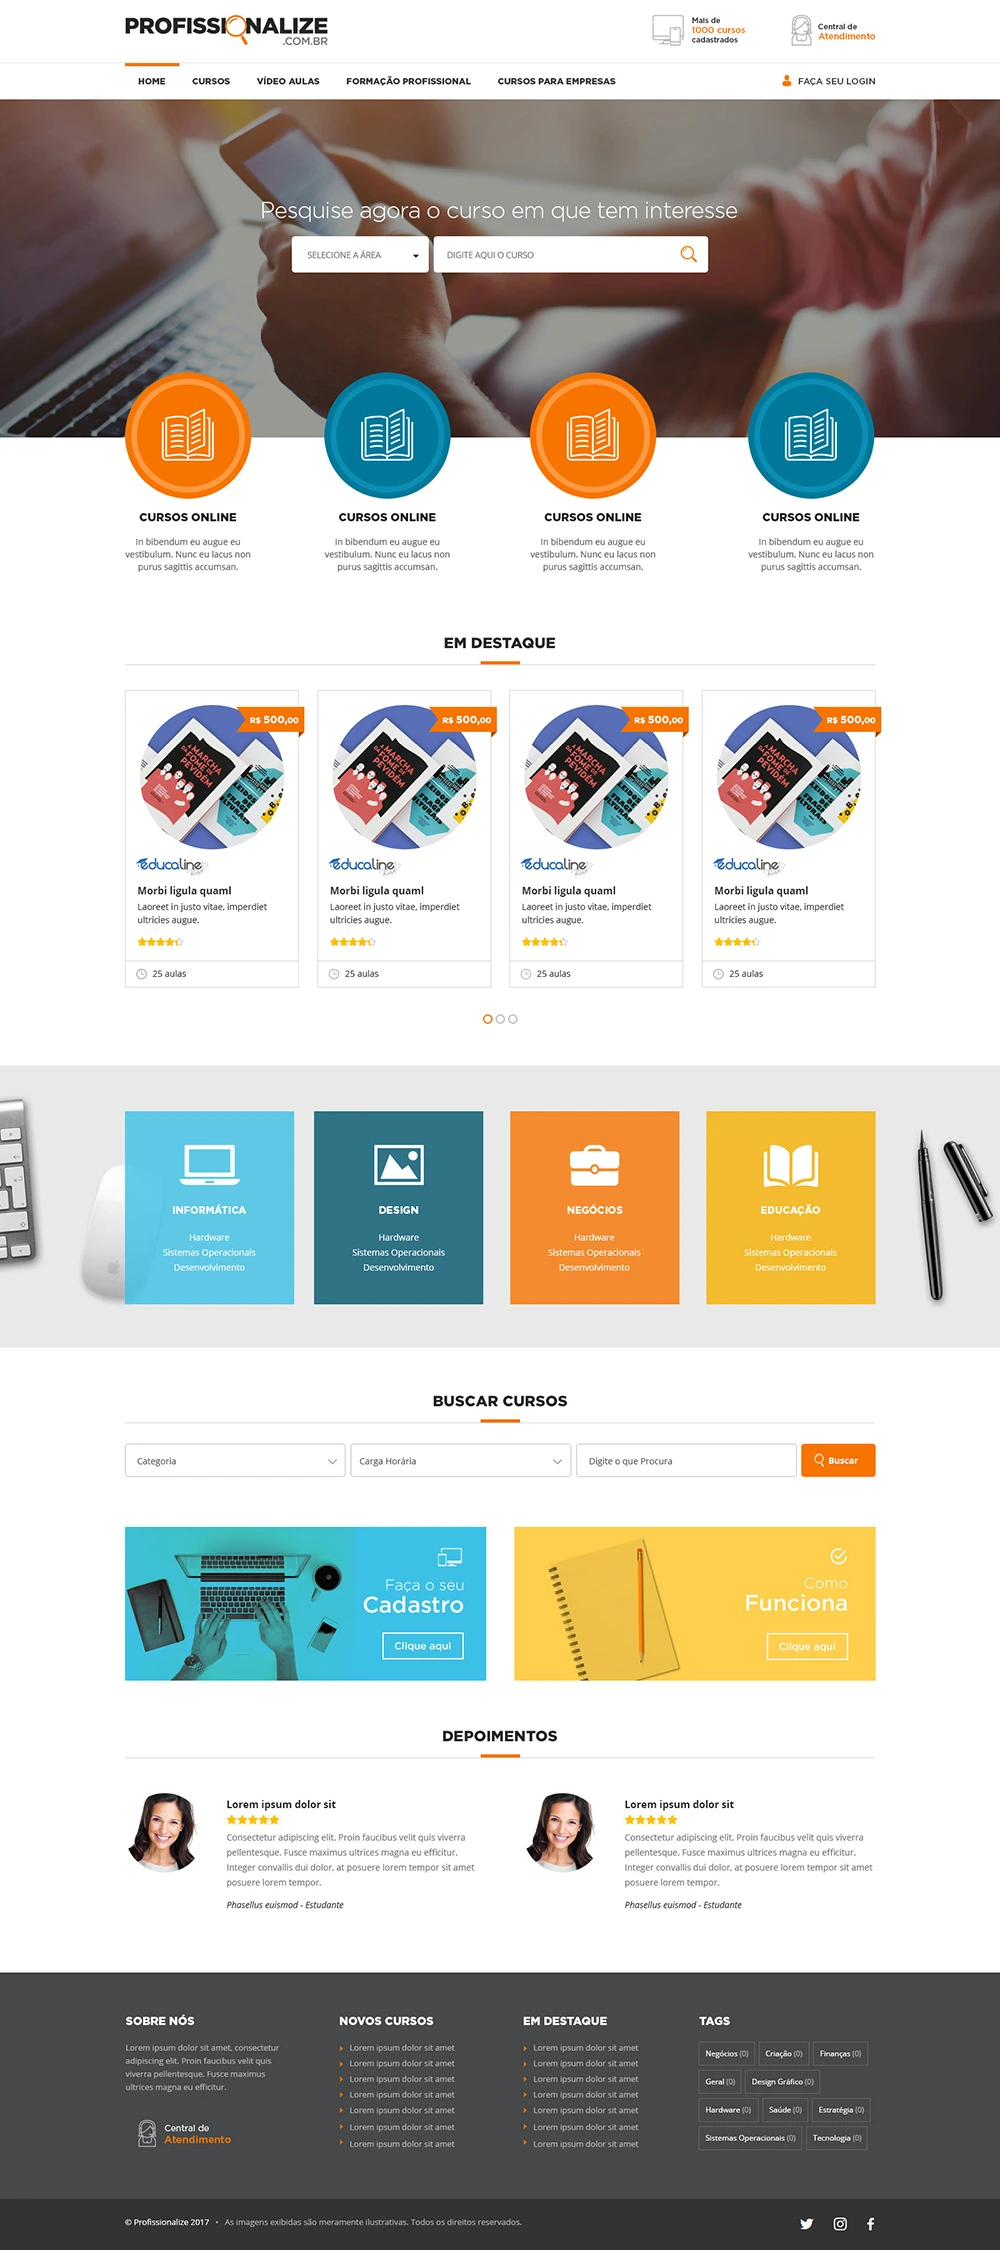 PROFISSIONALIZE
.COM.BR
Mais de
1000 cursos
cadastrados
Central de
Atendimento
HOME CURSOS VÍDEO AULAS FORMAÇÃO PROFISSIONAL CURSOS PARA EMPRESAS FAÇA SEU LOGIN
Pesquise agora o curso em que tem interesse
SELECIONE A ÁREA DIGITE AQUI O CURSO
CURSOS ONLINE
In bibendum eu augue eu
vestibulum. Nunc eu lacus non
purus sagittis accumsan.
CURSOS ONLINE
In bibendum eu augue eu
vestibulum. Nunc eu lacus non
purus sagittis accumsan.
CURSOS ONLINE
In bibendum eu augue eu
vestibulum. Nunc eu lacus non
purus sagittis accumsan.
CURSOS ONLINE
In bibendum eu augue eu
vestibulum. Nunc eu lacus non
purus sagittis accumsan.
EM DESTAQUE
R$ 500,00
A MARCHA
DA FOME DE
PEVIDÉM
educaline
Morbi ligula quaml
Laoreet in justo vitae, imperdiet
ultricies augue.
25 aulas
R$ 500,00
A MARCHA
DA FOME DE
PEVIDÉM
educaline
Morbi ligula quaml
Laoreet in justo vitae, imperdiet
ultricies augue.
25 aulas
R$ 500,00
A MARCHA
DA FOME DE
PEVIDÉM
educaline
Morbi ligula quaml
Laoreet in justo vitae, imperdiet
ultricies augue.
25 aulas
R$ 500,00
A MARCHA
DA FOME DE
PEVIDÉM
educaline
Morbi ligula quaml
Laoreet in justo vitae, imperdiet
ultricies augue.
25 aulas
INFORMÁTICA
Hardware
Sistemas Operacionais
Desenvolvimento
DESIGN
Hardware
Sistemas Operacionais
Desenvolvimento
NEGÓCIOS
Hardware
Sistemas Operacionais
Desenvolvimento
EDUCAÇÃO
Hardware
Sistemas Operacionais
Desenvolvimento
BUSCAR CURSOS
Categoria Carga Horária Digite o que Procura Buscar
Faça o seu
Cadastro
Clique aqui
Como
Funciona
Clique aqui
DEPOIMENTOS
Lorem ipsum dolor sit
Consectetur adipiscing elit. Proin faucibus velit quis viverra
pellentesque. Fusce maximus ultrices magna eu efficitur.
Integer convallis dui dolor, at posuere lorem tempor sit amet
posuere lorem tempor.
Phasellus euismod - Estudante
Lorem ipsum dolor sit
Consectetur adipiscing elit. Proin faucibus velit quis viverra
pellentesque. Fusce maximus ultrices magna eu efficitur.
Integer convallis dui dolor, at posuere lorem tempor sit amet
posuere lorem tempor.
Phasellus euismod - Estudante
SOBRE NÓS
Lorem ipsum dolor sit amet, consectetur
adipiscing elit. Proin faucibus velit quis
viverra pellentesque. Fusce maximus
ultrices magna eu efficitur.
Central de
Atendimento
NOVOS CURSOS
Lorem ipsum dolor sit amet
Lorem ipsum dolor sit amet
Lorem ipsum dolor sit amet
Lorem ipsum dolor sit amet
Lorem ipsum dolor sit amet
Lorem ipsum dolor sit amet
Lorem ipsum dolor sit amet
EM DESTAQUE
Lorem ipsum dolor sit amet
Lorem ipsum dolor sit amet
Lorem ipsum dolor sit amet
Lorem ipsum dolor sit amet
Lorem ipsum dolor sit amet
Lorem ipsum dolor sit amet
Lorem ipsum dolor sit amet
TAGS
Negócios (0) Criação (0) Finanças (0)
Geral (0) Design Gráfico (0)
Hardware (0) Saúde (0) Estratégia (0)
Sistemas Operacionais (0) Tecnologia (0)
© Profissionalize 2017 • As imagens exibidas são meramente ilustrativas. Todos os direitos reservados.